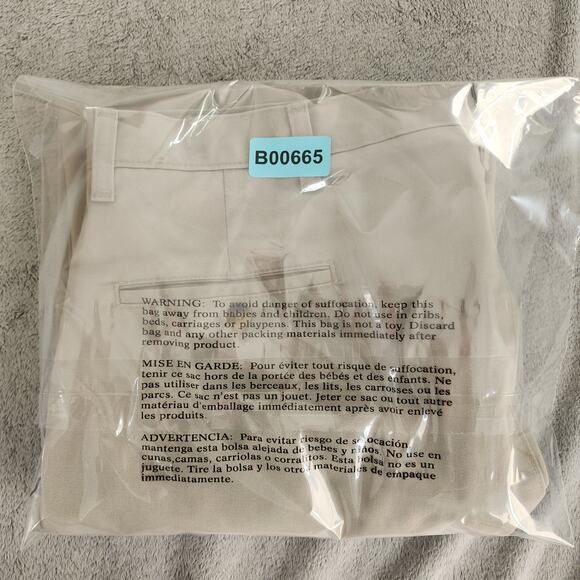 B00665
WARNING: To avoid danger of suffocation, keep this
bag away from babies and children. Do not use in cribs,
beds, carriages or playpens. This bag is not a toy. Discard
bag and any other packing materials immediately after
removing product.
MISE EN GARDE: Pour éviter tout risque de suffocation,
tenir ce sac hors de la portée des bébés et des enfants. Ne
pas utiliser dans les berceaux, les lits, les carrosses ou les
parcs. Ce sac n'est pas un jouet. Jeter ce sac ou tout autre
matériau d'emballage immédiatement après avoir enlevé
les produits.
ADVERTENCIA: Para evitar riesgo de sofocación
mantenga esta bolsa alejada de bebes y niños. No use en
cunas,camas, carriolas o corralitos. Esta bolsa no es un
juguete. Tire la bolsa y los otros materiales de empaque
immediatamente.